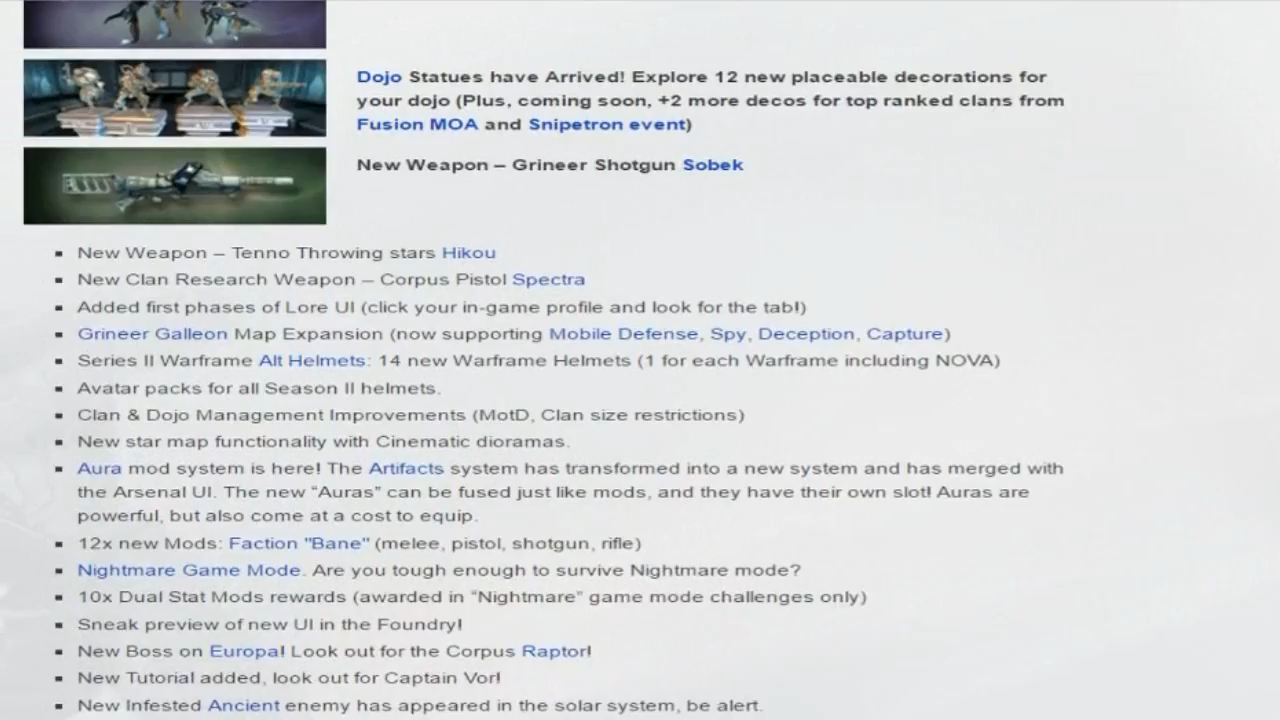 Dojo Statues have Arrived! Explore 12 new placeable decorations for
your dojo (Plus, coming soon, +2 more decos for top ranked clans from
Fusion MOA and Snipetron event)
New Weapon – Grineer Shotgun Sobek
New Weapon – Tenno Throwing stars Hikou
New Clan Research Weapon – Corpus Pistol Spectra
Added first phases of Lore UI (click your in-game profile and look for the tab!)
Grineer Galleon Map Expansion (now supporting Mobile Defense, Spy, Deception, Capture)
Series II Warframe Alt Helmets: 14 new Warframe Helmets (1 for each Warframe including NOVA)
Avatar packs for all Season II helmets.
Clan & Dojo Management Improvements (MotD, Clan size restrictions)
New star map functionality with Cinematic dioramas.
Aura mod system is here! The Artifacts system has transformed into a new system and has merged with
the Arsenal UI. The new “Auras” can be fused just like mods, and they have their own slot! Auras are
powerful, but also come at a cost to equip.
12x new Mods: Faction "Bane" (melee, pistol, shotgun, rifle)
Nightmare Game Mode. Are you tough enough to survive Nightmare mode?
10x Dual Stat Mods rewards (awarded in “Nightmare” game mode challenges only)
Sneak preview of new UI in the Foundry!
New Boss on Europa! Look out for the Corpus Raptor!
New Tutorial added, look out for Captain Vor!
New Infested Ancient enemy has appeared in the solar system, be alert.